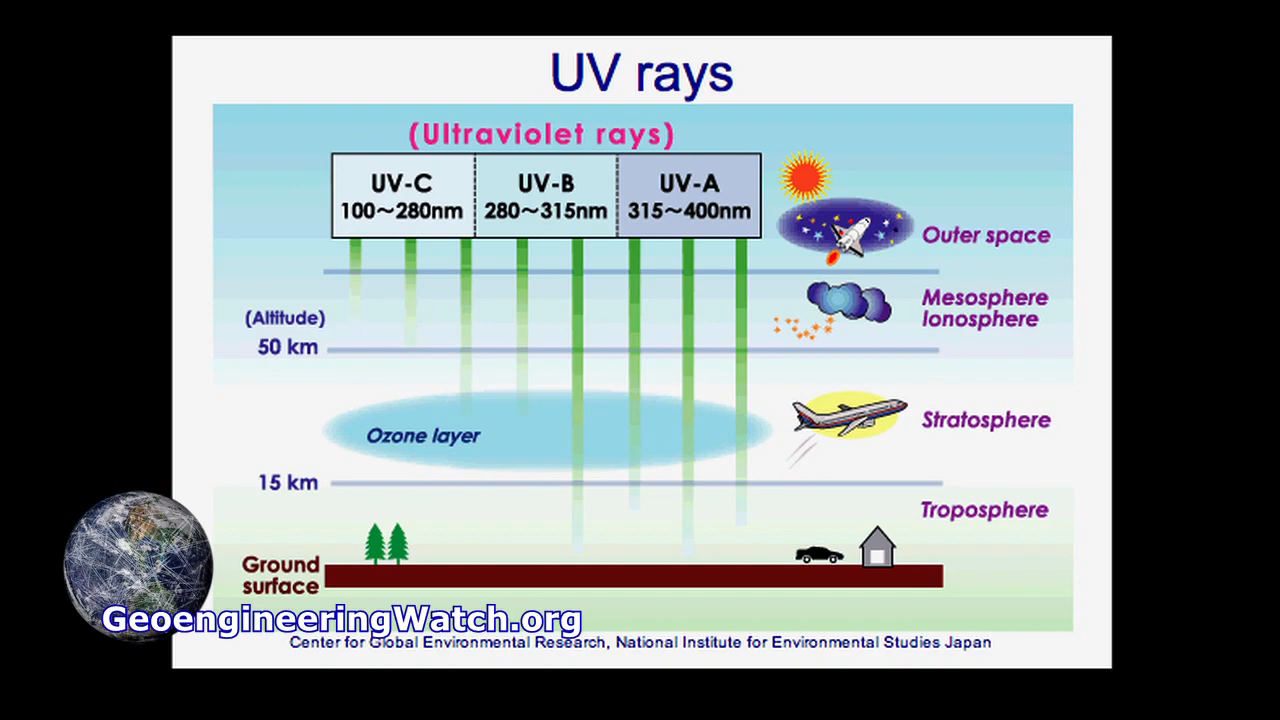 UV rays
(Ultraviolet rays)
UV-C
100～280nm
UV-B
280～315nm
UV-A
315～400nm
Outer space
Mesosphere
Ionosphere
(Altitude)
50 km
Ozone layer
Stratosphere
15 km
Troposphere
Ground
surface
GeoengineeringWatch.org
Center for Global Environmental Research, National Institute for Environmental Studies Japan